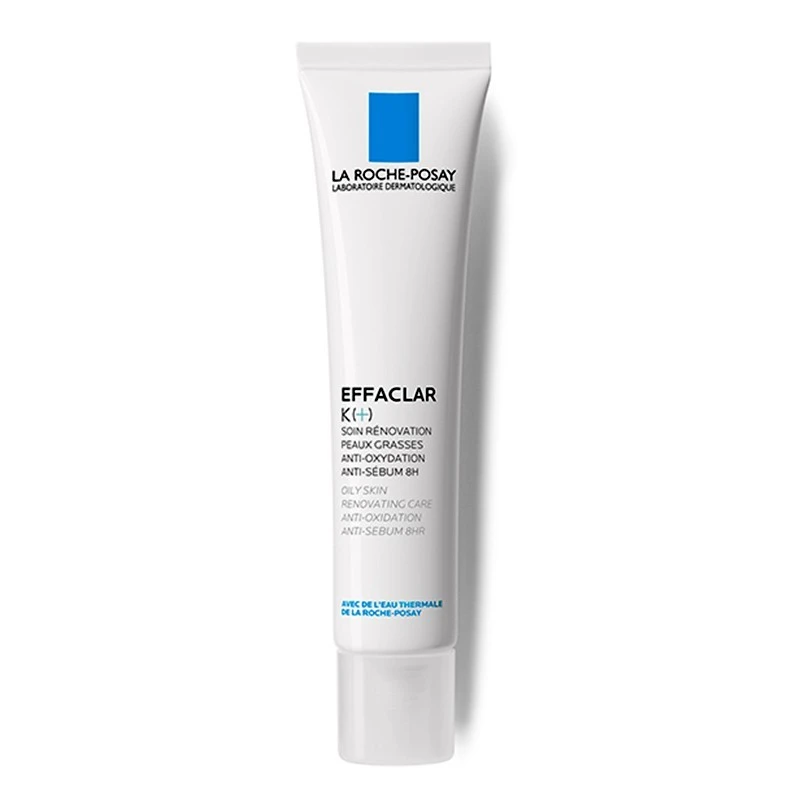 LA ROCHE-POSAY
LABORATOIRE DERMATOLOGIQUE
EFFACLAR
K(+)
SOIN RÉNOVATION
PEAUX GRASSES
ANTI-OXYDATION
ANTI-SÉBUM 8H
OILY SKIN
RENOVATING CARE
ANTI-OXIDATION
ANTI-SEBUM 8HR
AVEC DE L'EAU THERMALE
DE LA ROCHE-POSAY